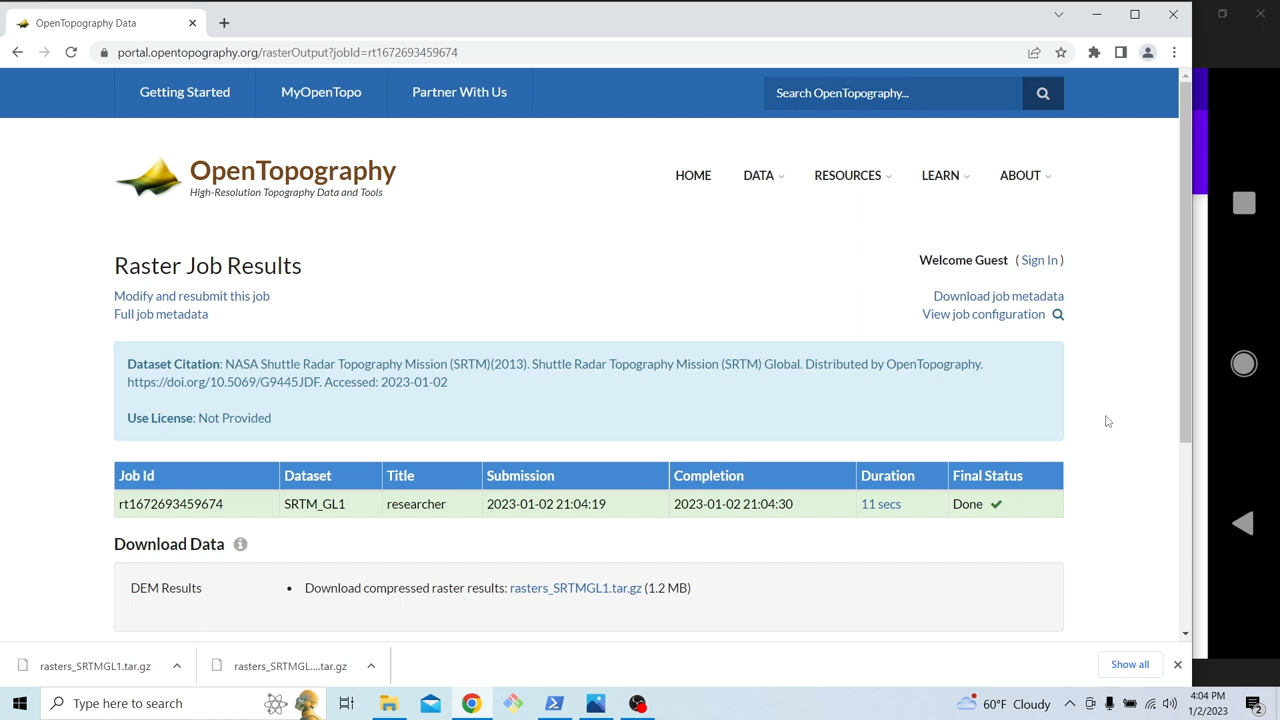 OpenTopography Data
portal.opentopography.org/rasterOutput?jobId=rt1672693459674
Getting Started
MyOpenTopo
Partner With Us
Search OpenTopography...
OpenTopography
High-Resolution Topography Data and Tools
HOME
DATA
RESOURCES
LEARN
ABOUT
Raster Job Results
Welcome Guest ( Sign In )
Modify and resubmit this job
Download job metadata
Full job metadata
View job configuration
Dataset Citation: NASA Shuttle Radar Topography Mission (SRTM)(2013). Shuttle Radar Topography Mission (SRTM) Global. Distributed by OpenTopography.
https://doi.org/10.5069/G9445JDF. Accessed: 2023-01-02
Use License: Not Provided
Job Id Dataset Title Submission Completion Duration Final Status
rt1672693459674 SRTM_GL1 researcher 2023-01-02 21:04:19 2023-01-02 21:04:30 11 secs Done
Download Data
DEM Results • Download compressed raster results: rasters_SRTMGL1.tar.gz (1.2 MB)
rasters_SRTMGL1.tar.gz
rasters_SRTMGL....tar.gz
Show all
Type here to search
60°F Cloudy
4:04 PM
1/2/2023
2